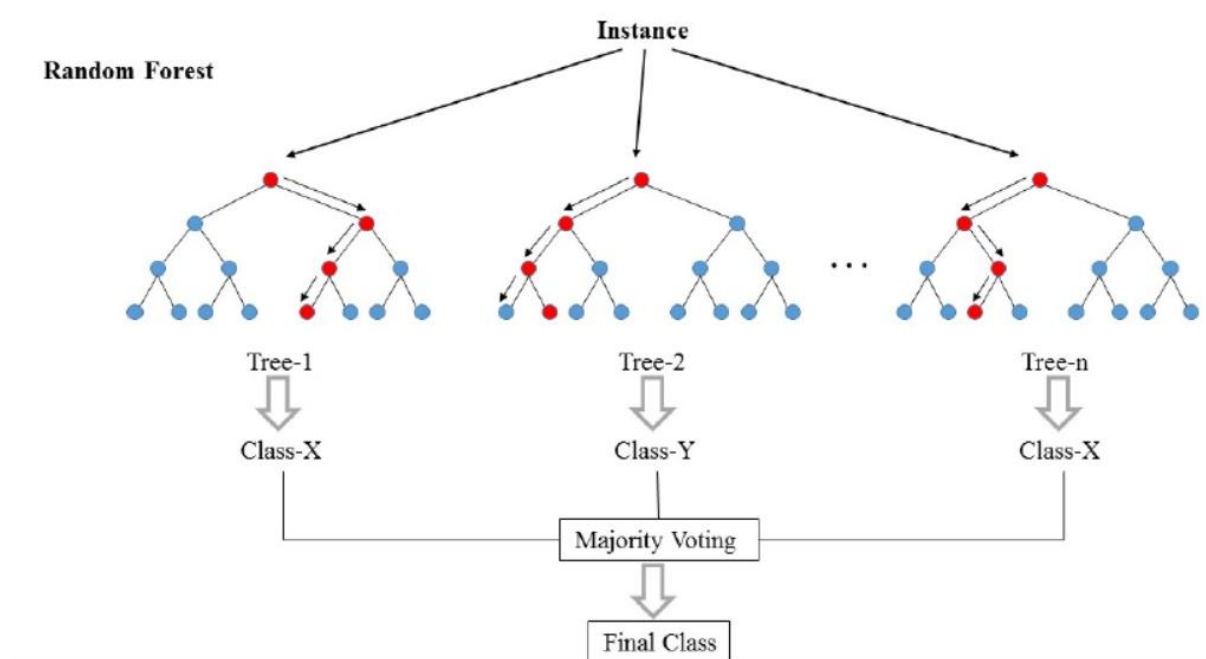 Instance
Random Forest
...
Tree-1 Tree-2 Tree-n
Class-X Class-Y Class-X
Majority Voting
Final Class